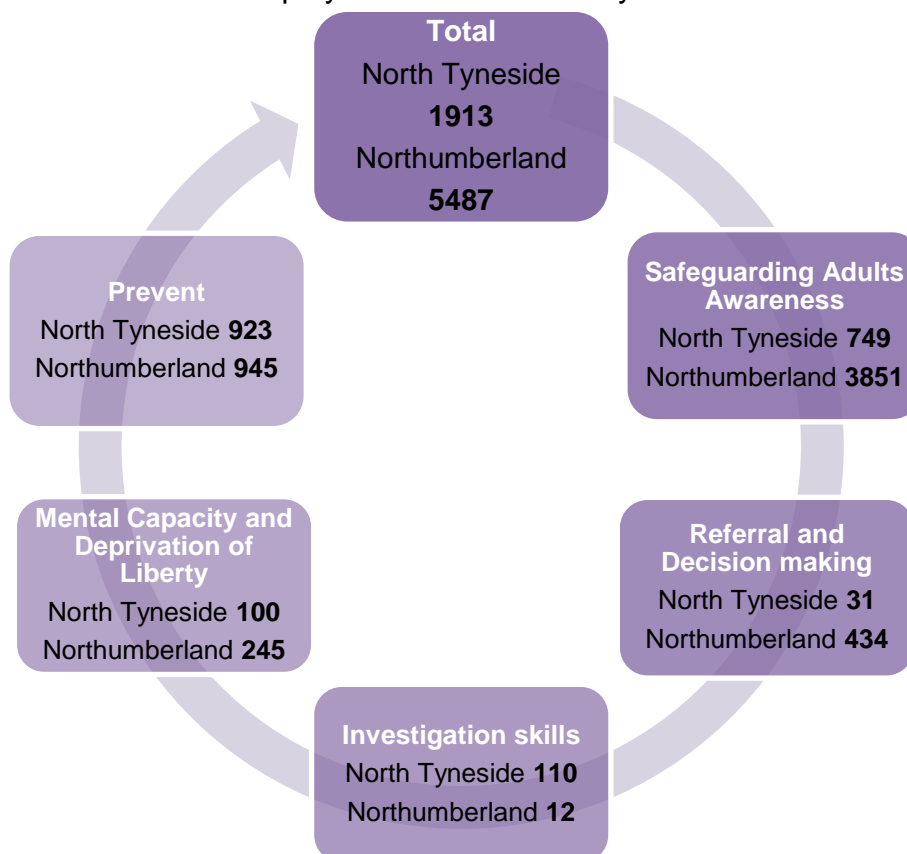 Total
North Tyneside
1913
Northumberland
5487
Safeguarding Adults
Awareness
North Tyneside 749
Northumberland 3851
Referral and
Decision making
North Tyneside 31
Northumberland 434
Investigation skills
North Tyneside 110
Northumberland 12
Mental Capacity and
Deprivation of
Liberty
North Tyneside 100
Northumberland 245
Prevent
North Tyneside 923
Northumberland 945